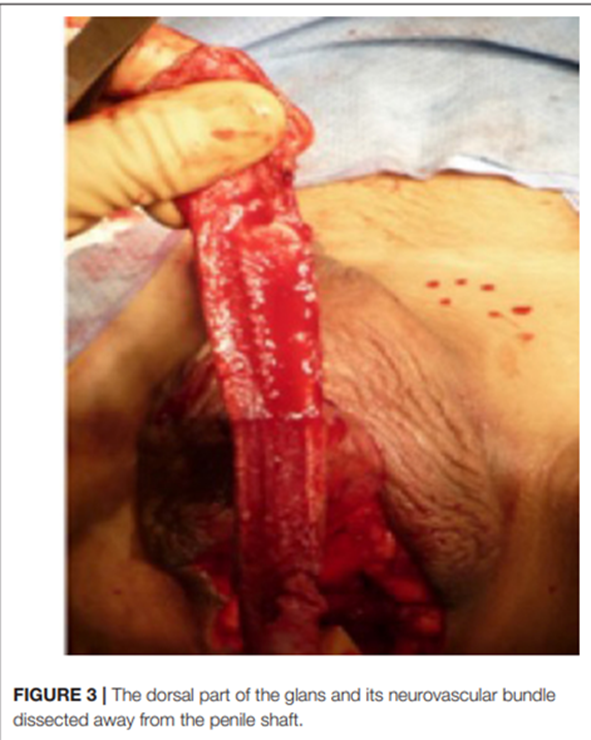 FIGURE 3 | The dorsal part of the glans and its neurovascular bundle
dissected away from the penile shaft.